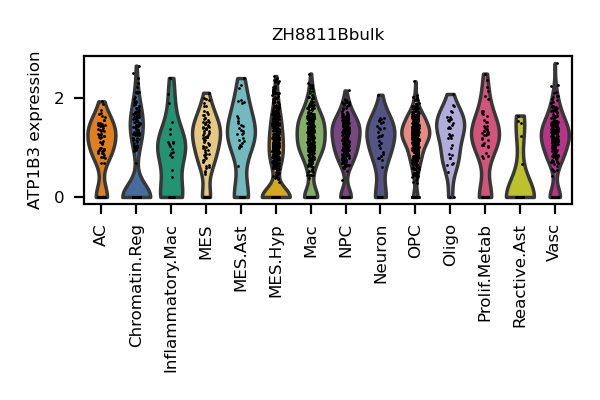 ZH8811Bbulk
ATP1B3 expression
2
0
AC
Chromatin.Reg
Inflammatory.Mac
MES
MES.Ast
MES.Hyp
Mac
NPC
Neuron
OPC
Oligo
Prolif.Metab
Reactive.Ast
Vasc